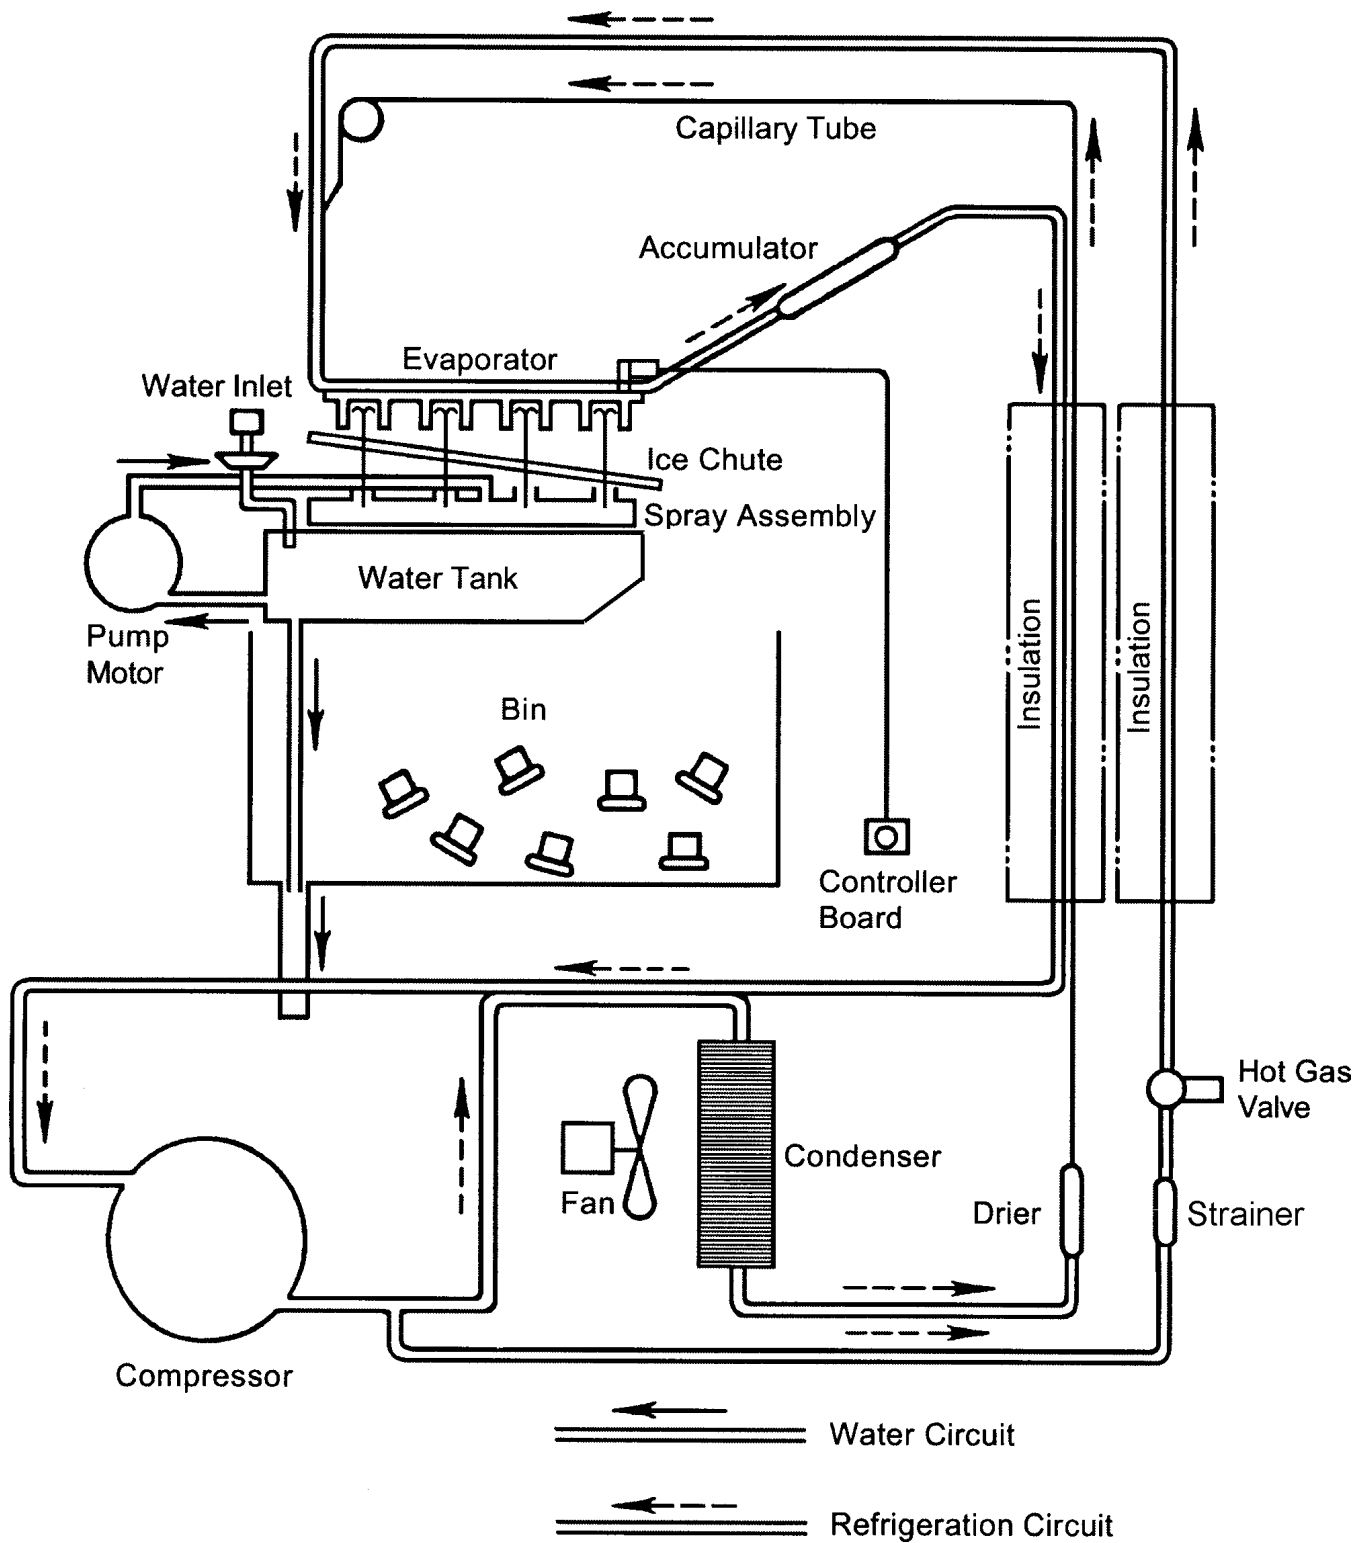 Capillary Tube
Accumulator
Evaporator
Water Inlet
Ice Chute
Spray Assembly
Water Tank
Pump
Motor
Insulation
Insulation
Bin
Controller
Board
Hot Gas
Valve
Condenser
Fan
Drier
Strainer
Compressor
Water Circuit
Refrigeration Circuit